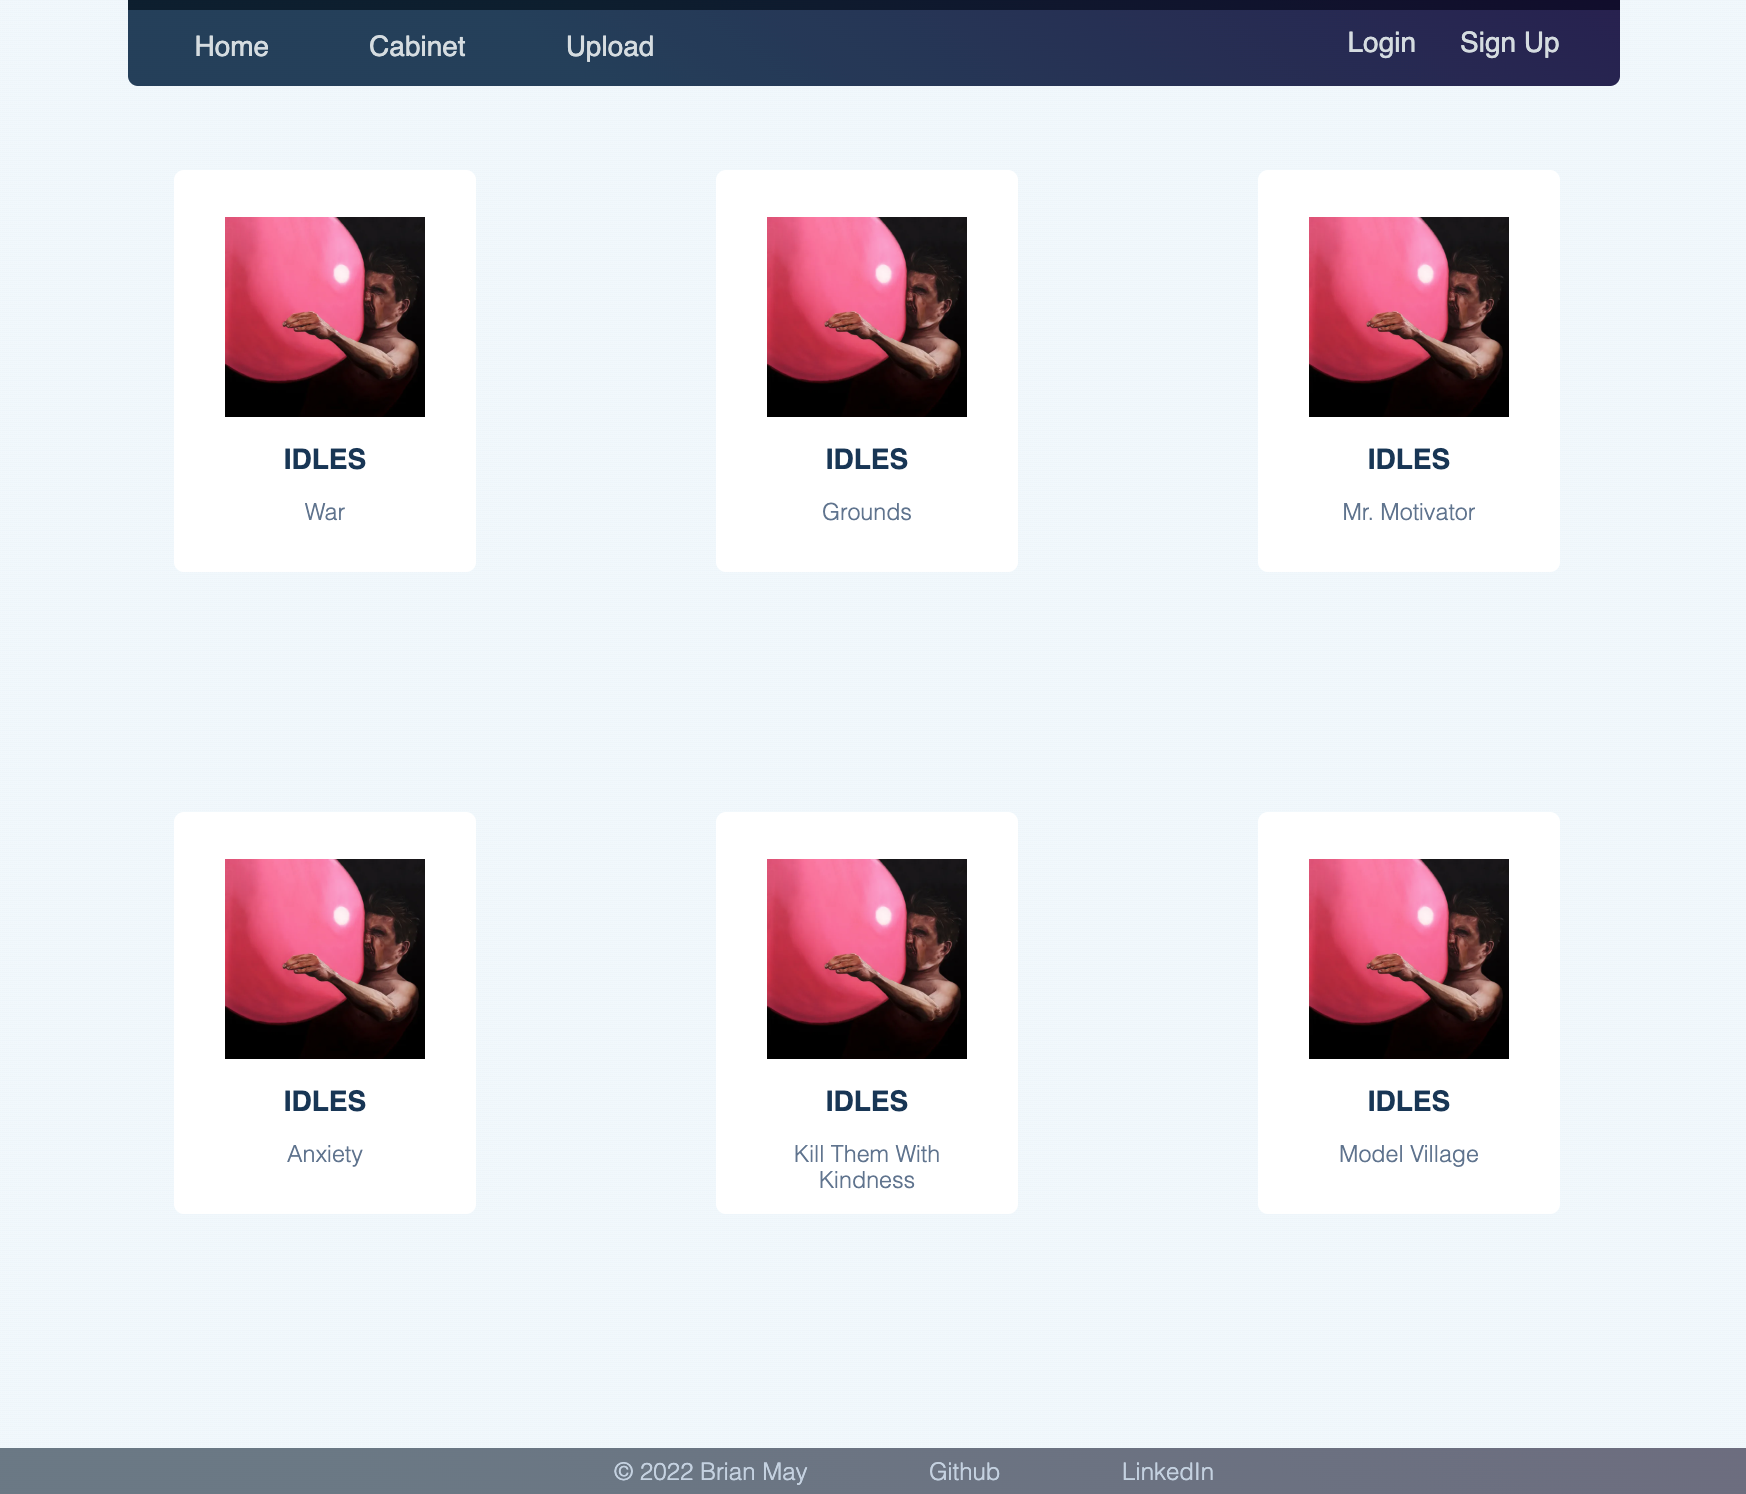 Home Cabinet Upload Login Sign Up
IDLES IDLES IDLES
War Grounds Mr. Motivator
IDLES IDLES IDLES
Anxiety Kill Them With Model Village
Kindness
© 2022 Brian May Github LinkedIn